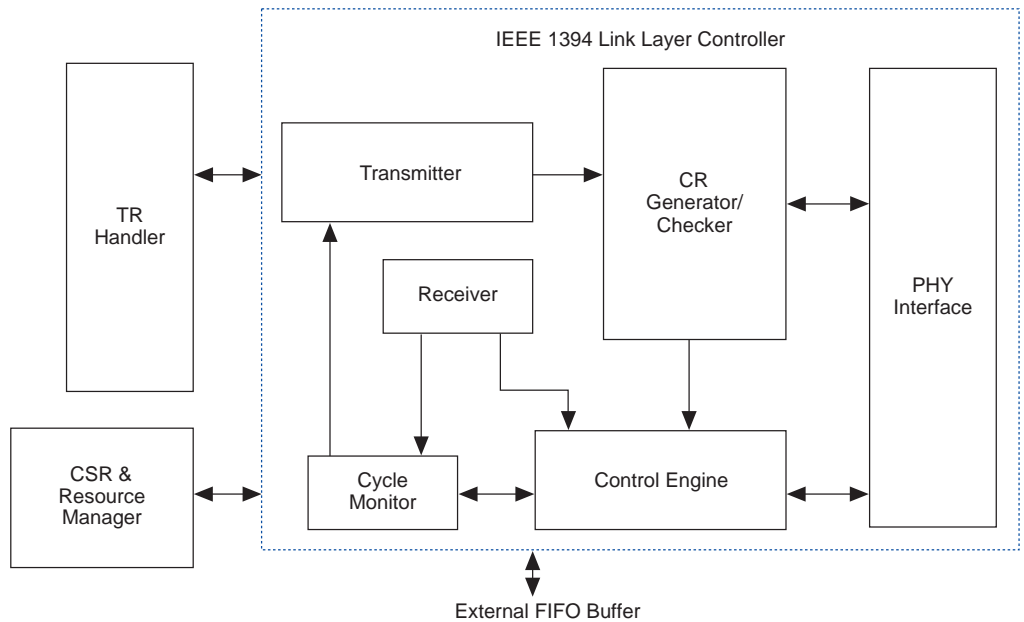 IEEE 1394 Link Layer Controller
TR
Handler
Transmitter
CR
Generator/
Checker
PHY
Interface
Receiver
CSR &
Resource
Manager
Cycle
Monitor
Control Engine
External FIFO Buffer